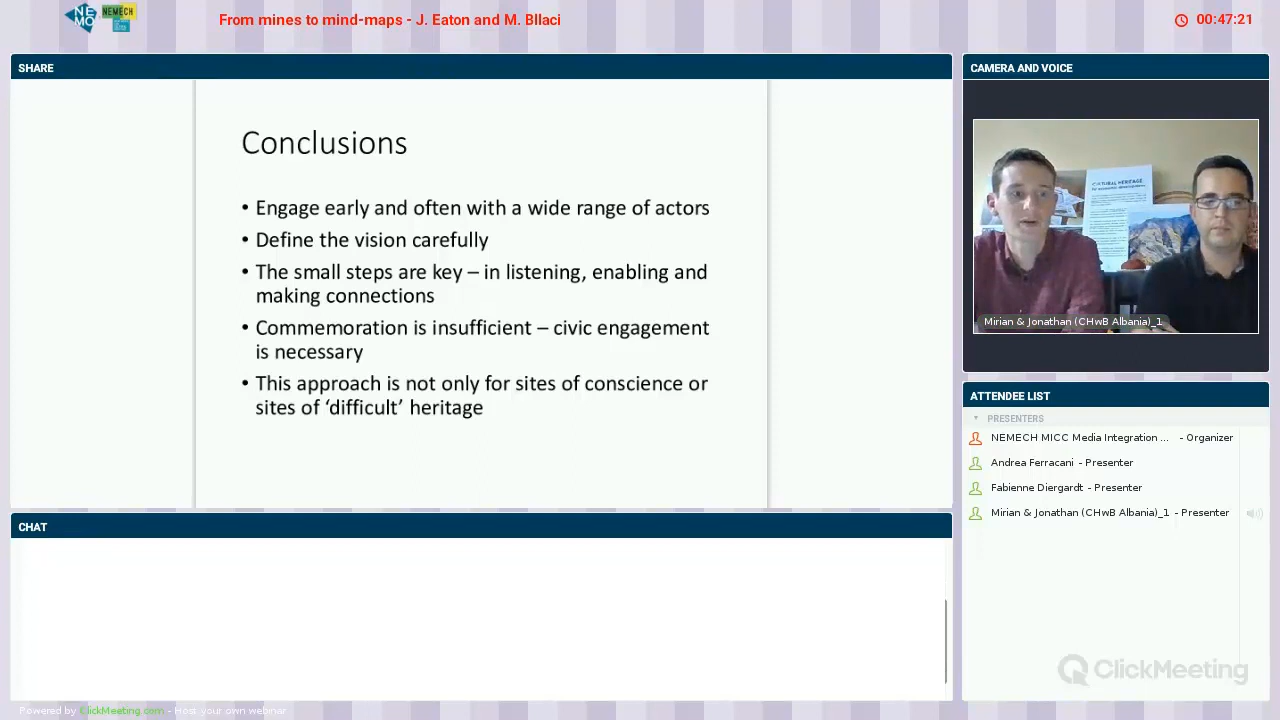 NE
MO
NEMECH
From mines to mind-maps - J. Eaton and M. Bllaci
00:47:21
SHARE
Conclusions
• Engage early and often with a wide range of actors
• Define the vision carefully
• The small steps are key – in listening, enabling and
making connections
• Commemoration is insufficient – civic engagement
is necessary
• This approach is not only for sites of conscience or
sites of ‘difficult’ heritage
CAMERA AND VOICE
CULTURAL HERITAGE
Mirian & Jonathan (CHwB Albania)_1
ATTENDEE LIST
PRESENTERS
NEMECH MICC Media Integration ... - Organizer
Andrea Ferracani - Presenter
Fabienne Diergardt - Presenter
Mirian & Jonathan (CHwB Albania)_1 - Presenter
CHAT
ClickMeeting
Powered by ClickMeeting.com - Host your own webinar